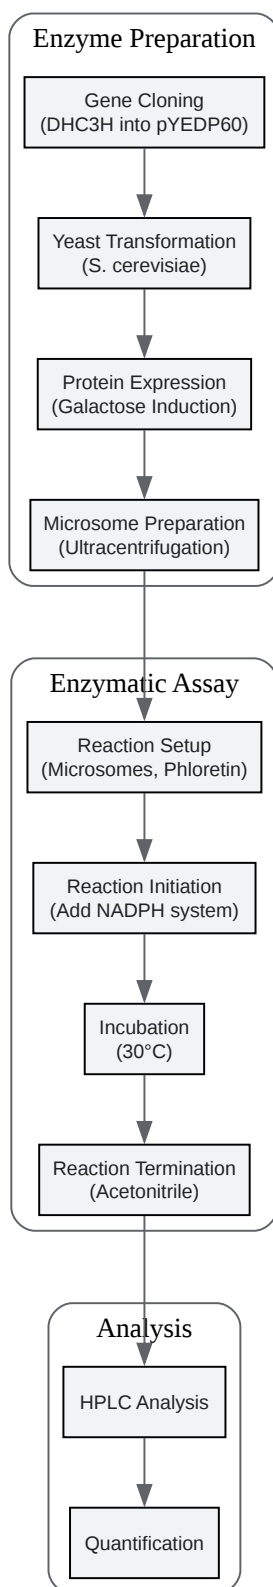 Enzyme Preparation
Gene Cloning
(DHC3H into pYEDP60)
Yeast Transformation
(S. cerevisiae)
Protein Expression
(Galactose Induction)
Microsome Preparation
(Ultracentrifugation)
Enzymatic Assay
Reaction Setup
(Microsomes, Phloretin)
Reaction Initiation
(Add NADPH system)
Incubation
(30°C)
Reaction Termination
(Acetonitrile)
Analysis
HPLC Analysis
Quantification